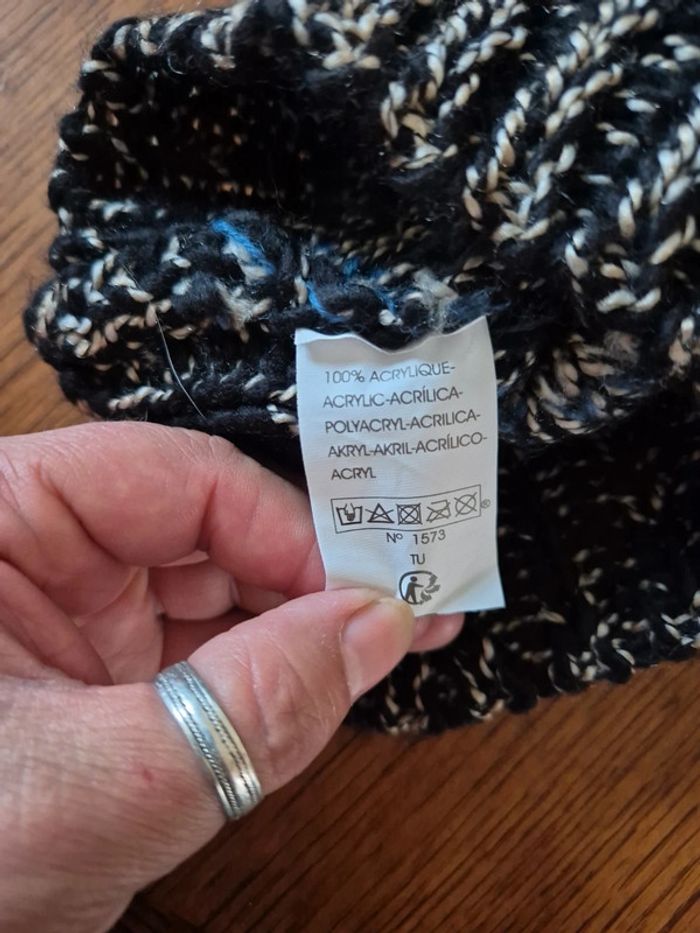 100% ACRYLIQUE-
ACRYLIC-ACRÍLICA-
POLYACRYL-ACRILICA-
AKRYL-AKRIL-ACRÍLICO-
ACRYL
®
Nº 1573
TU